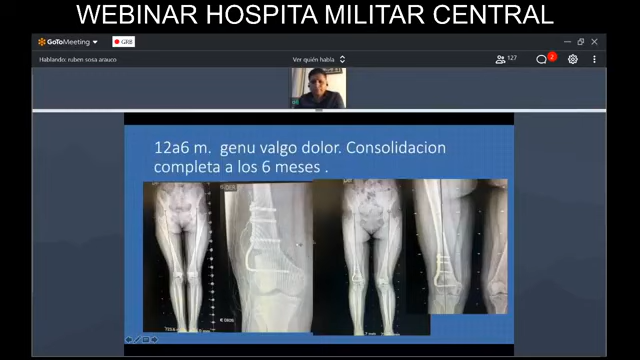 WEBINAR HOSPITA MILITAR CENTRAL
GoToMeeting
GRB
Hablando: ruben sosa arauco
Ver quién habla
127
2
12a6 m. genu valgo dolor. Consolidacion
completa a los 6 meses .